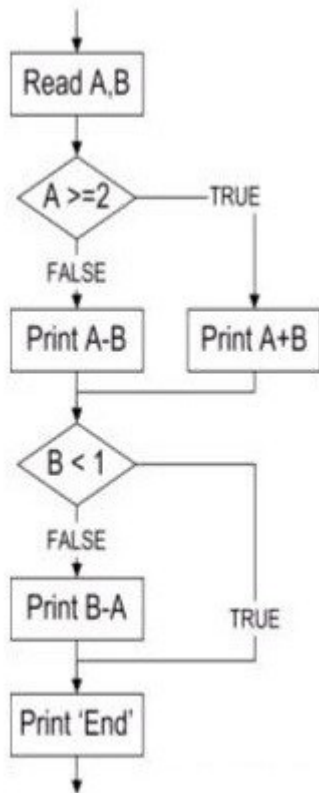 Read A,B
A >=2
TRUE
FALSE
Print A-B
Print A+B
B < 1
FALSE
Print B-A
TRUE
Print ‘End’